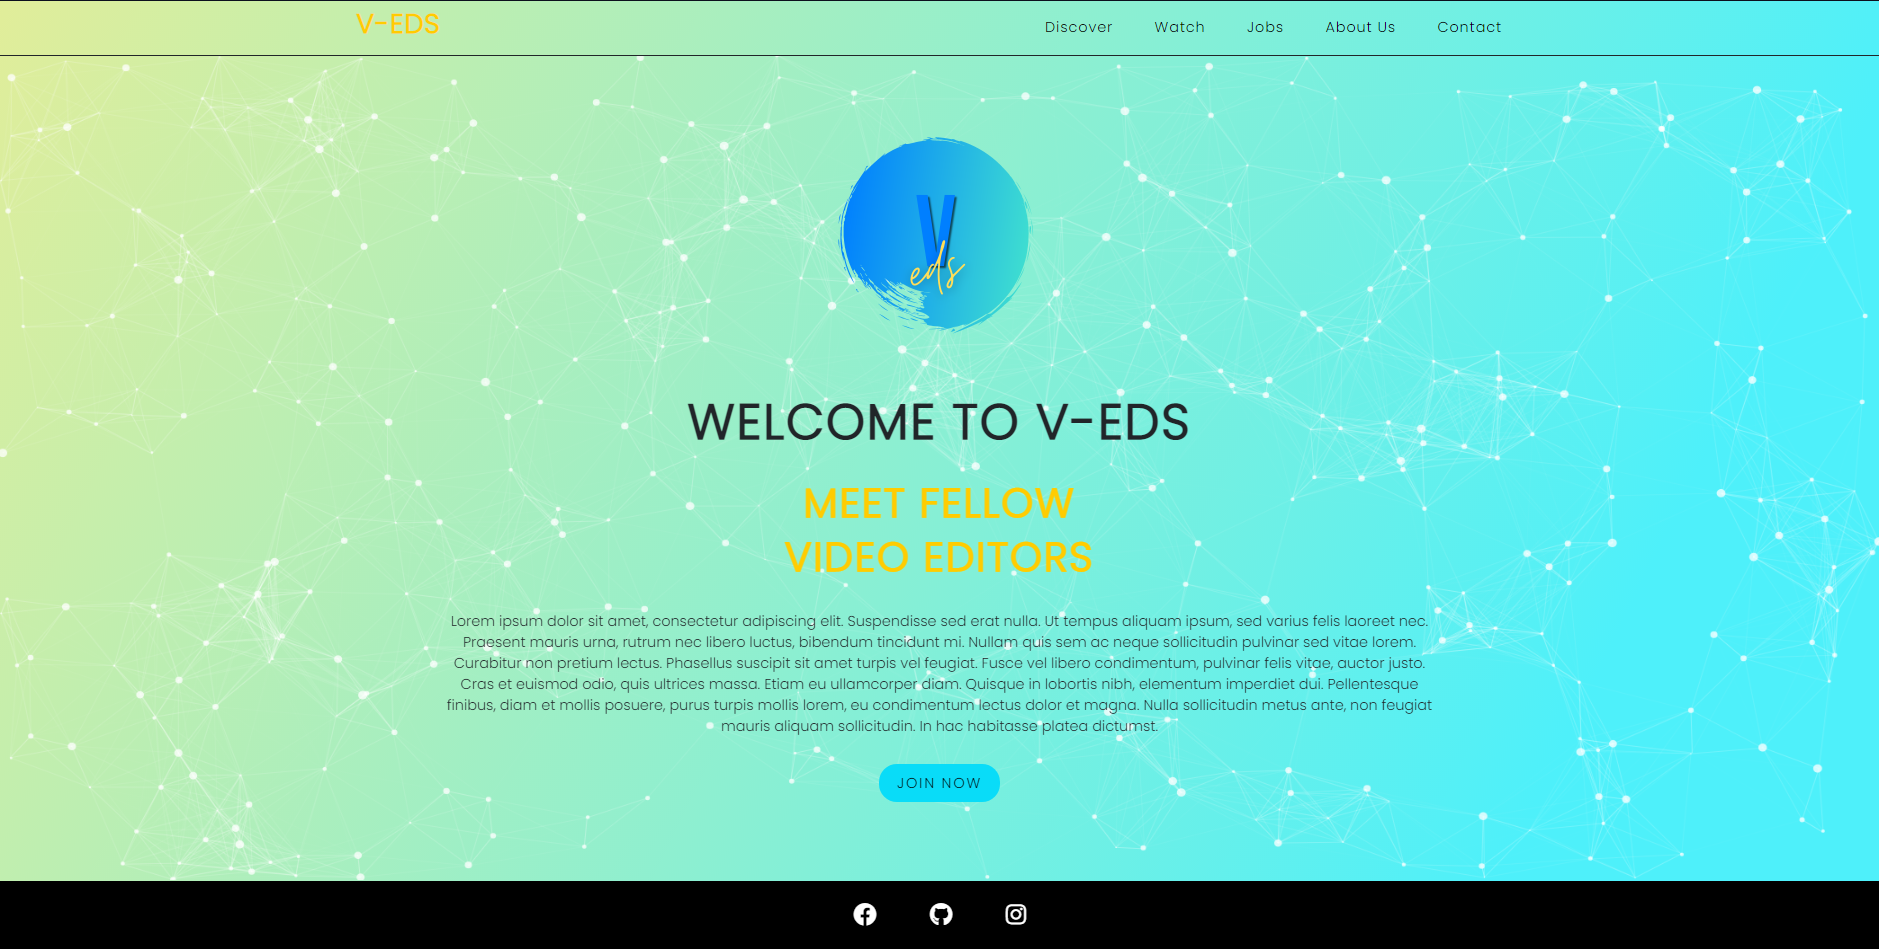 V-EDS
Discover Watch Jobs About Us Contact
V
eds
WELCOME TO V-EDS
MEET FELLOW
VIDEO EDITORS
Lorem ipsum dolor sit amet, consectetur adipiscing elit. Suspendisse sed erat nulla. Ut tempus aliquam ipsum, sed varius felis laoreet nec.
Praesent mauris urna, rutrum nec libero luctus, bibendum tincidunt mi. Nullam quis sem ac neque sollicitudin pulvinar sed vitae lorem.
Curabitur non pretium lectus. Phasellus suscipit sit amet turpis vel feugiat. Fusce vel libero condimentum, pulvinar felis vitae, auctor justo.
Cras et euismod odio, quis ultrices massa. Etiam eu ullamcorper diam. Quisque in lobortis nibh, elementum imperdiet dui. Pellentesque
finibus, diam et mollis posuere, purus turpis mollis lorem, eu condimentum lectus dolor et magna. Nulla sollicitudin metus ante, non feugiat
mauris aliquam sollicitudin. In hac habitasse platea dictumst.
JOIN NOW